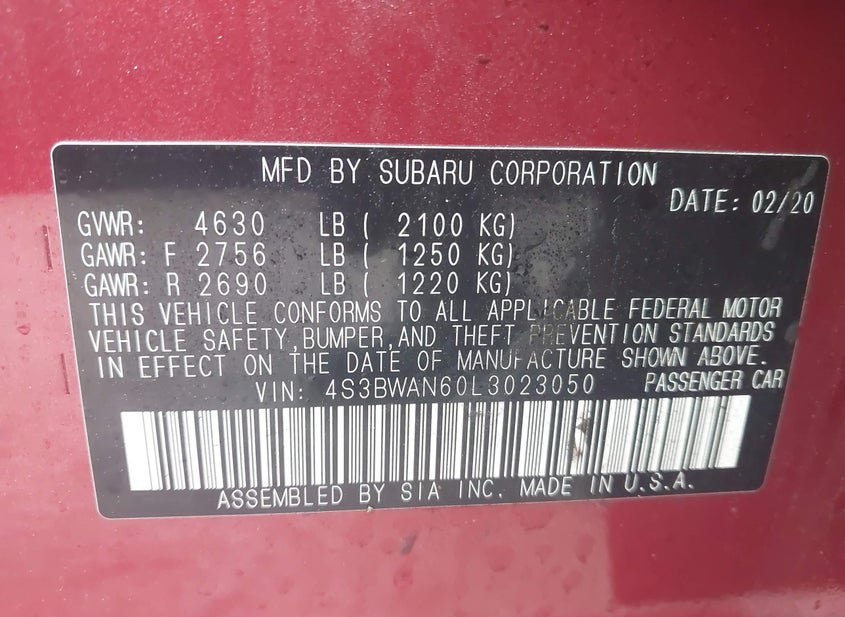 MFD BY SUBARU CORPORATION
DATE: 02/20
GVWR: 4630 LB ( 2100 KG)
GAWR: F 2756 LB ( 1250 KG)
GAWR: R 2690 LB ( 1220 KG)
THIS VEHICLE CONFORMS TO ALL APPLICABLE FEDERAL MOTOR
VEHICLE SAFETY,BUMPER,AND THEFT PREVENTION STANDARDS
IN EFFECT ON THE DATE OF MANUFACTURE SHOWN ABOVE.
VIN: 4S3BWAN60L3023050 PASSENGER CAR
ASSEMBLED BY SIA INC. MADE IN U.S.A.